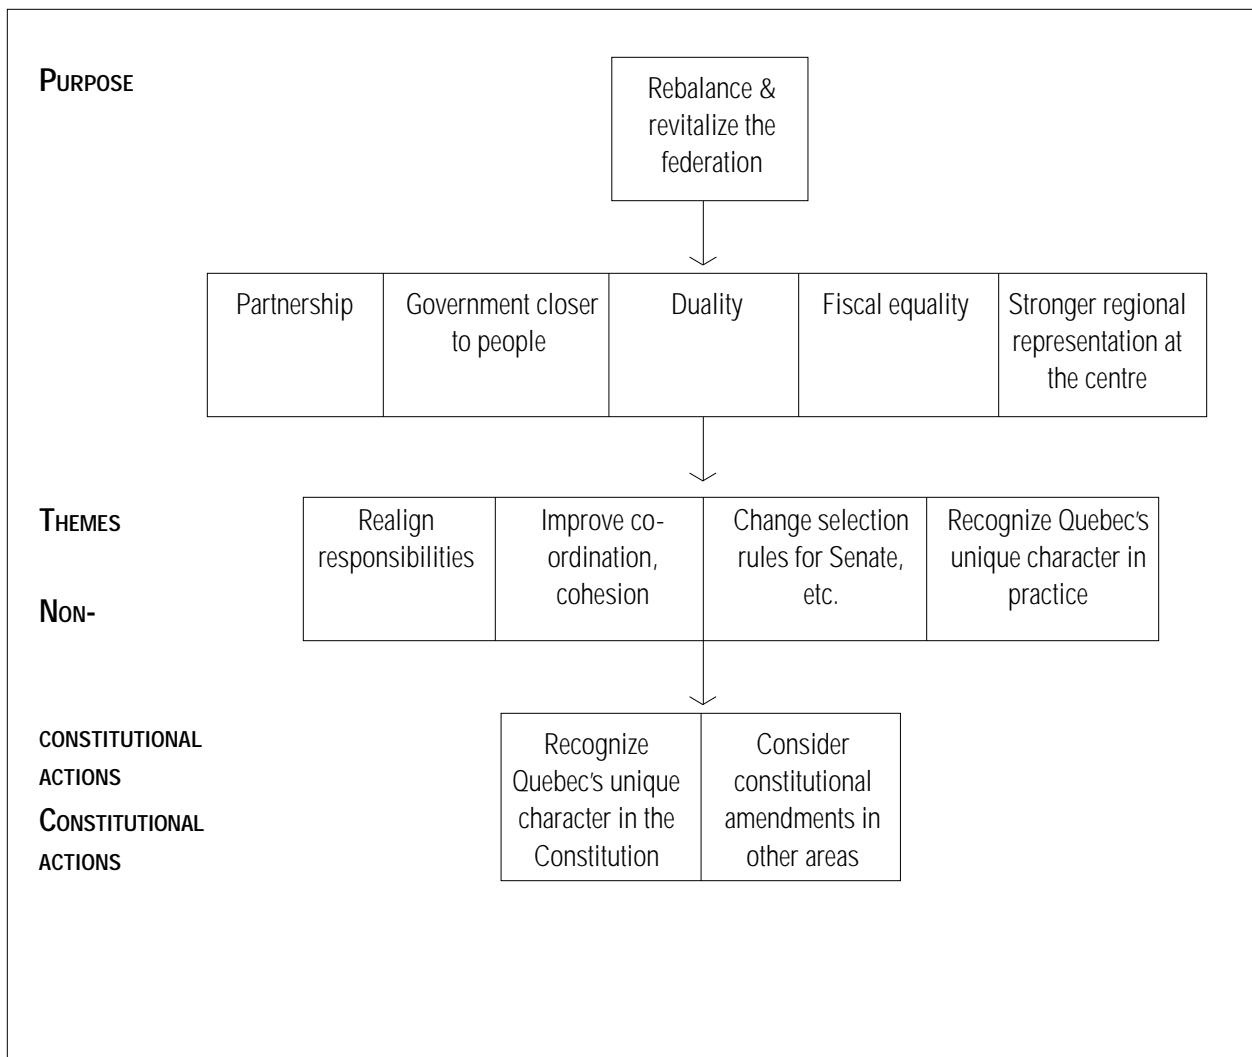 PURPOSE
Rebalance &
revitalize the
federation
Partnership
Government closer
to people
Duality
Fiscal equality
Stronger regional
representation at
the centre
THEMES
NON-
Realign
responsibilities
Improve co-
ordination,
cohesion
Change selection
rules for Senate,
etc.
Recognize Quebec's
unique character in
practice
CONSTITUTIONAL
ACTIONS
CONSTITUTIONAL
ACTIONS
Recognize
Quebec's unique
character in the
Constitution
Consider
constitutional
amendments in
other areas